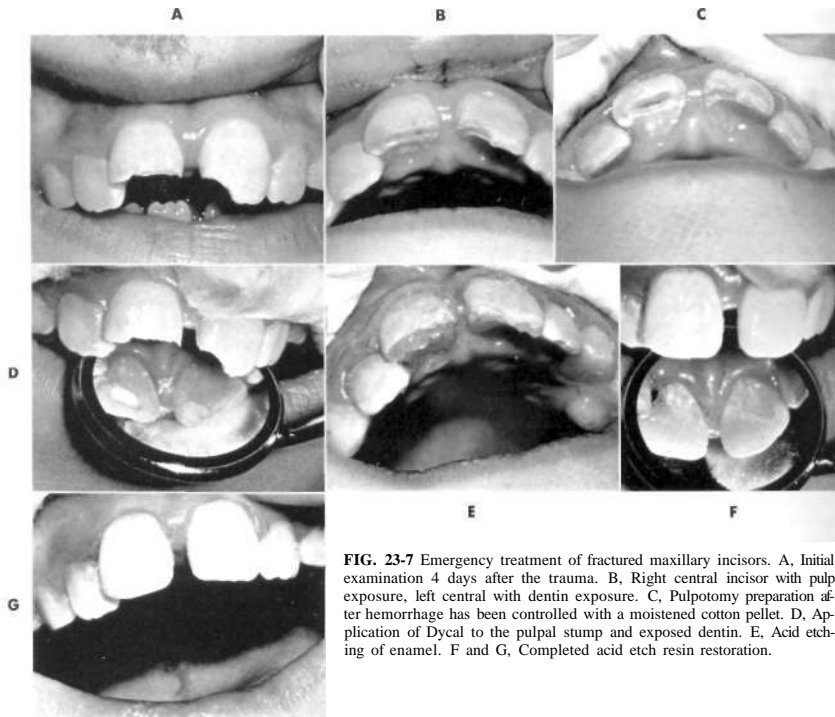 A
B
C
D
E
F
G
FIG. 23-7 Emergency treatment of fractured maxillary incisors. A, Initial
examination 4 days after the trauma. B, Right central incisor with pulp
exposure, left central with dentin exposure. C, Pulpotomy preparation af-
ter hemorrhage has been controlled with a moistened cotton pellet. D, Ap-
plication of Dycal to the pulpal stump and exposed dentin. E, Acid etch-
ing of enamel. F and G, Completed acid etch resin restoration.